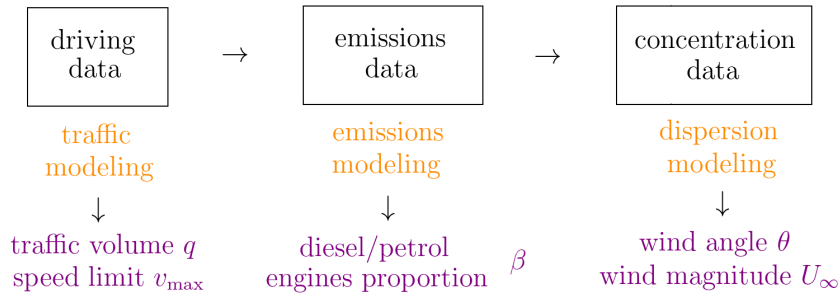 driving
data
→
emissions
data
→
concentration
data
traffic
modeling
emissions
modeling
dispersion
modeling
↓
↓
↓
traffic volume q
speed limit v_max
diesel/petrol
engines proportion
β
wind angle θ
wind magnitude U_∞